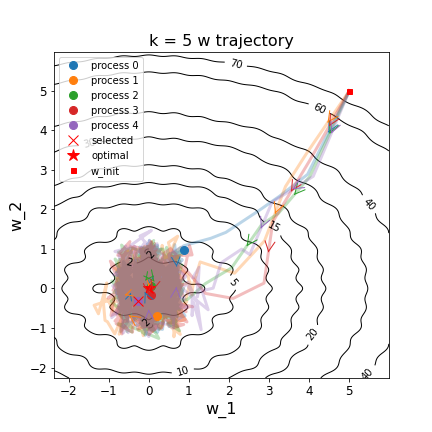 k = 5 w trajectory
process 0
process 1
process 2
process 3
process 4
selected
optimal
w_init
70
60
40
15
5
2
2
2
20
10
40
6
5
4
3
2
1
0
−1
−2
w_2
−2 −1 0 1 2 3 4 5
w_1